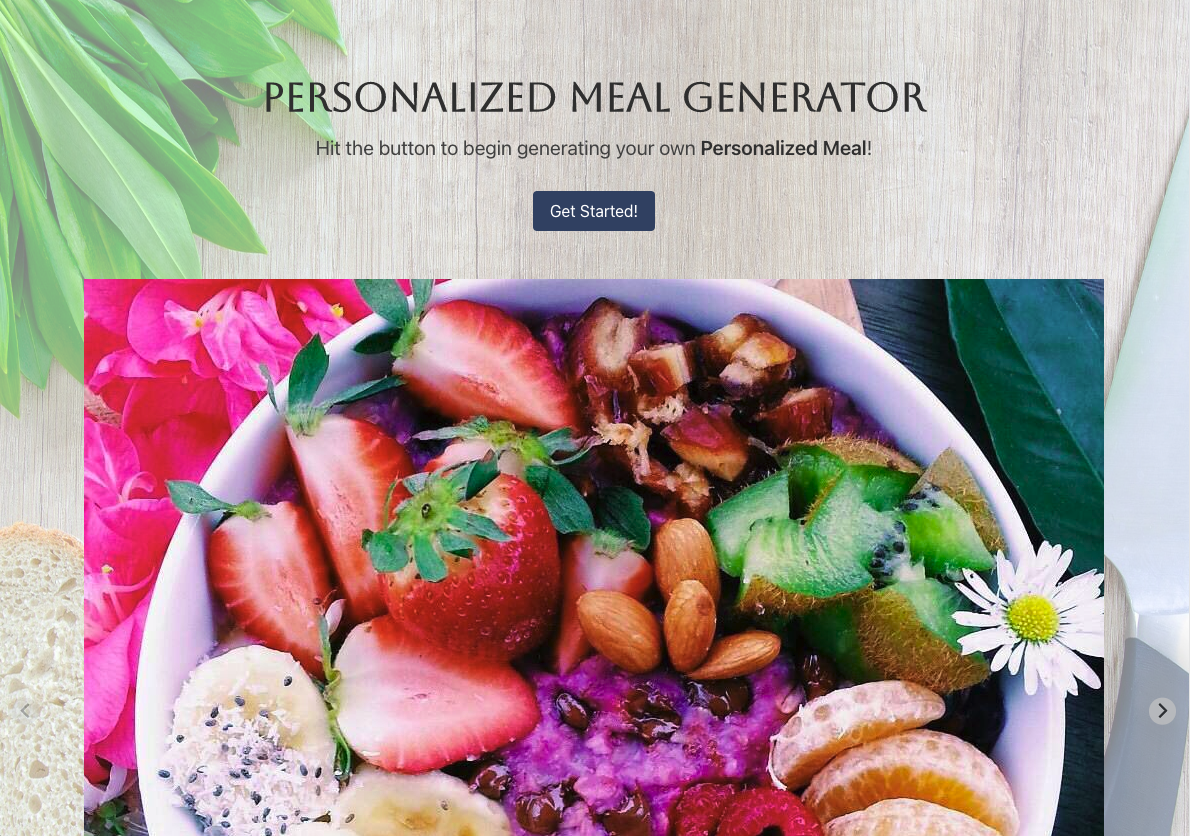 PERSONALIZED MEAL GENERATOR
Hit the button to begin generating your own Personalized Meal!
Get Started!